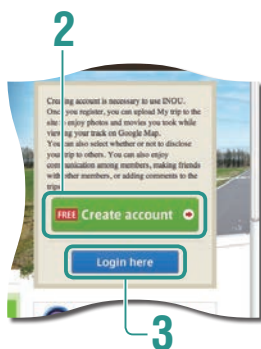 2
Creating account is necessary to use INOU.
Once you register, you can upload My trip to the
site to enjoy photos and movies you took while
viewing your track on Google Map.
You can also select whether or not to disclose
your trip to others. You can also enjoy
communication among members, making friends
with other members, or adding comments to the
trips.
FREE Create account
Login here
3